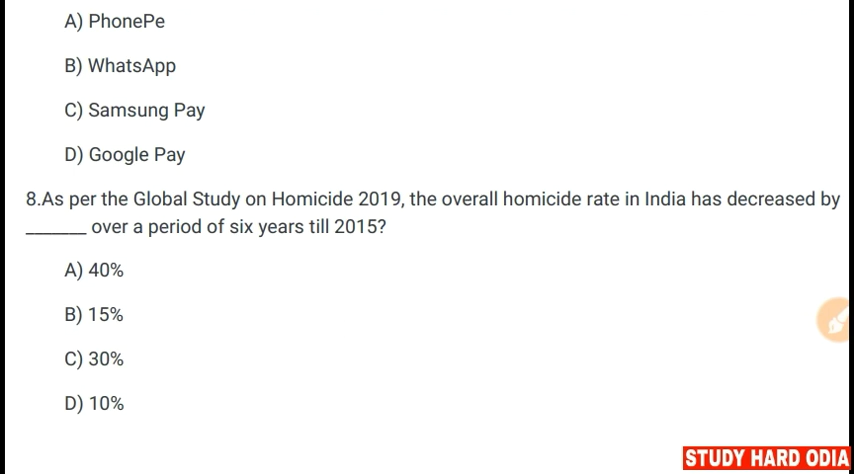 A) PhonePe
B) WhatsApp
C) Samsung Pay
D) Google Pay
8.As per the Global Study on Homicide 2019, the overall homicide rate in India has decreased by
______ over a period of six years till 2015?
A) 40%
B) 15%
C) 30%
D) 10%
STUDY HARD ODIA